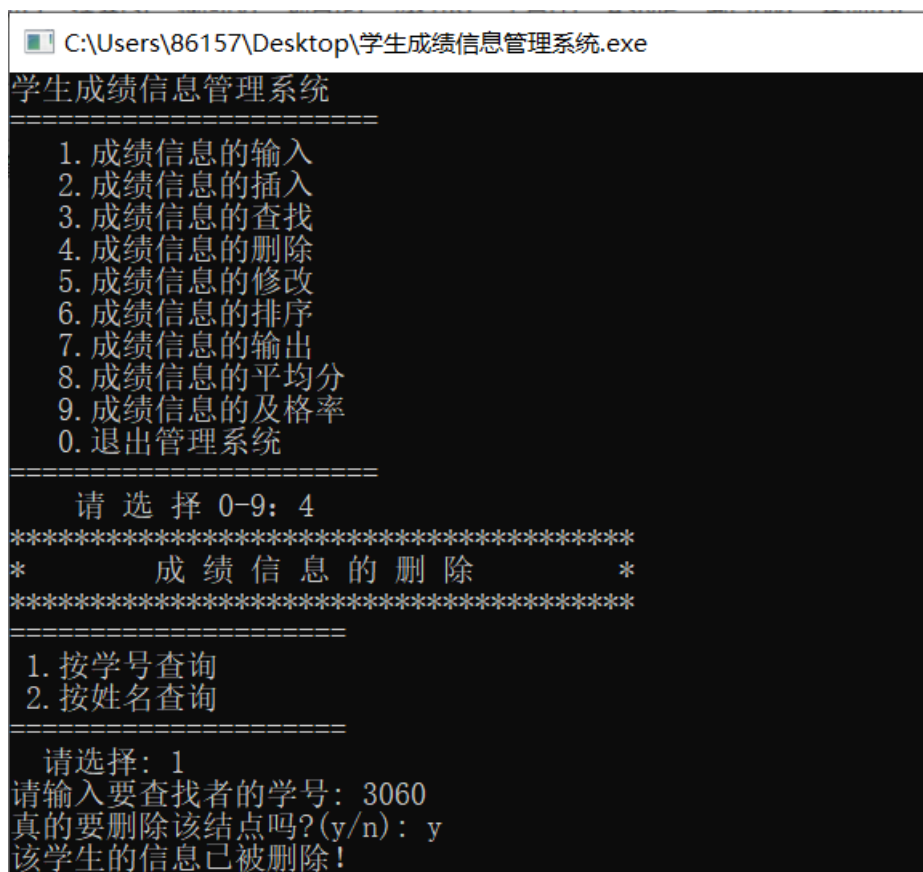 C:\Users\86157\Desktop\学生成绩信息管理系统.exe
学生成绩信息管理系统
=======================
1.成绩信息的输入
2.成绩信息的插入
3.成绩信息的查找
4.成绩信息的删除
5.成绩信息的修改
6.成绩信息的排序
7.成绩信息的输出
8.成绩信息的平均分
9.成绩信息的及格率
0.退出管理系统
=======================
请 选 择 0-9: 4
***************************************
* 成 绩 信 息 的 删 除 *
***************************************
=====================
1.按学号查询
2.按姓名查询
=====================
请选择: 1
请输入要查找者的学号: 3060
真的要删除该结点吗?(y/n): y
该学生的信息已被删除!